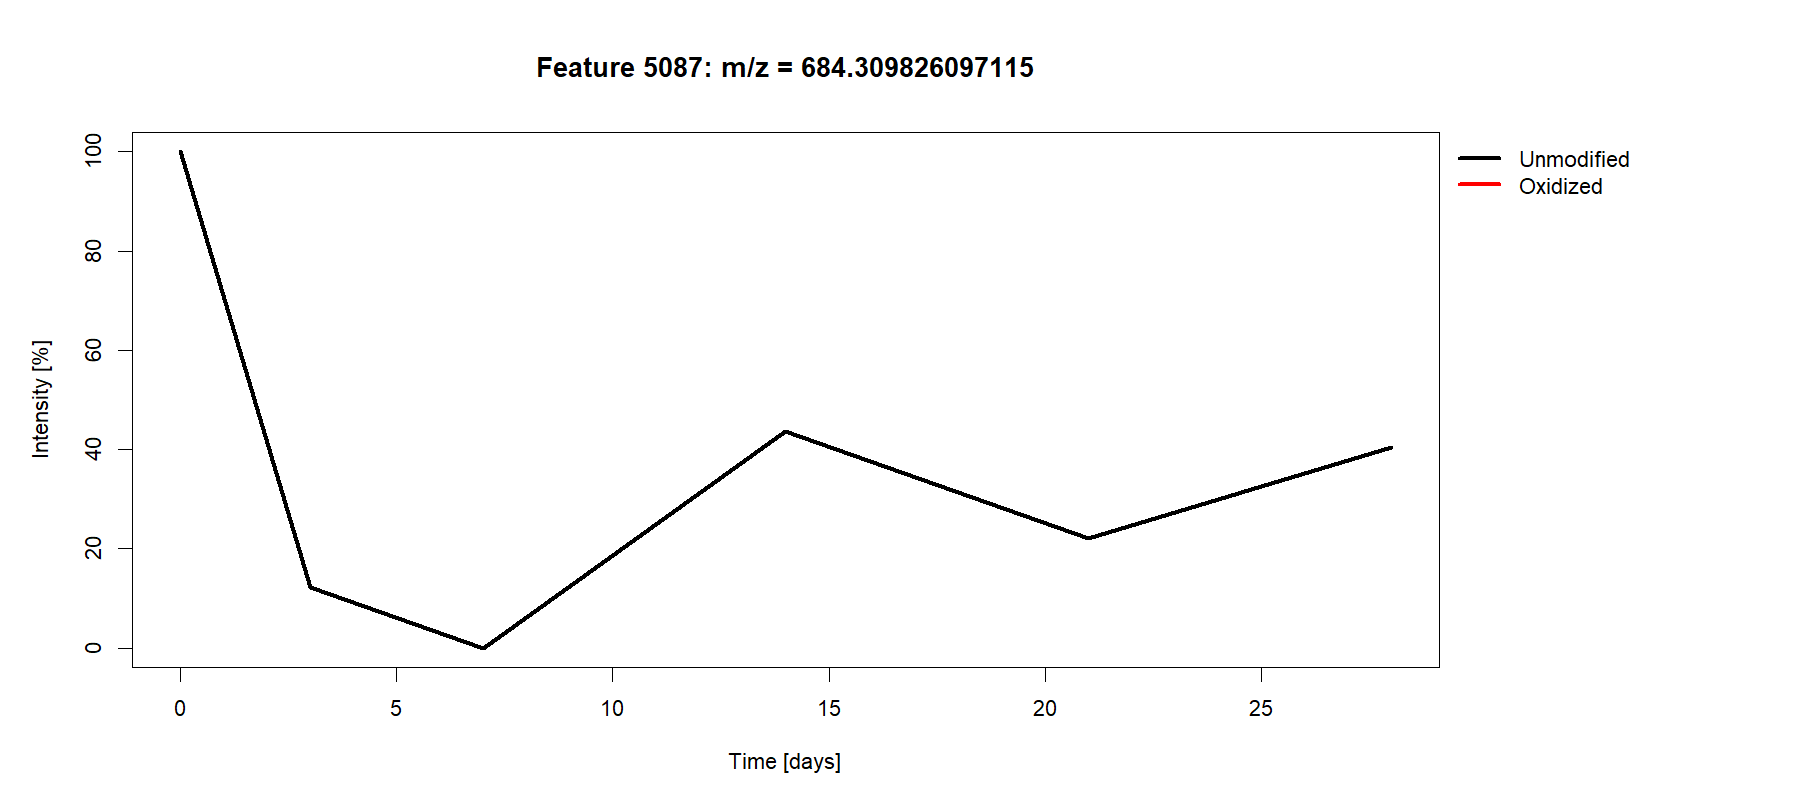 Feature 5087: m/z = 684.309826097115
Unmodified
Oxidized
Intensity [%]
100
80
60
40
20
0
0 5 10 15 20 25
Time [days]